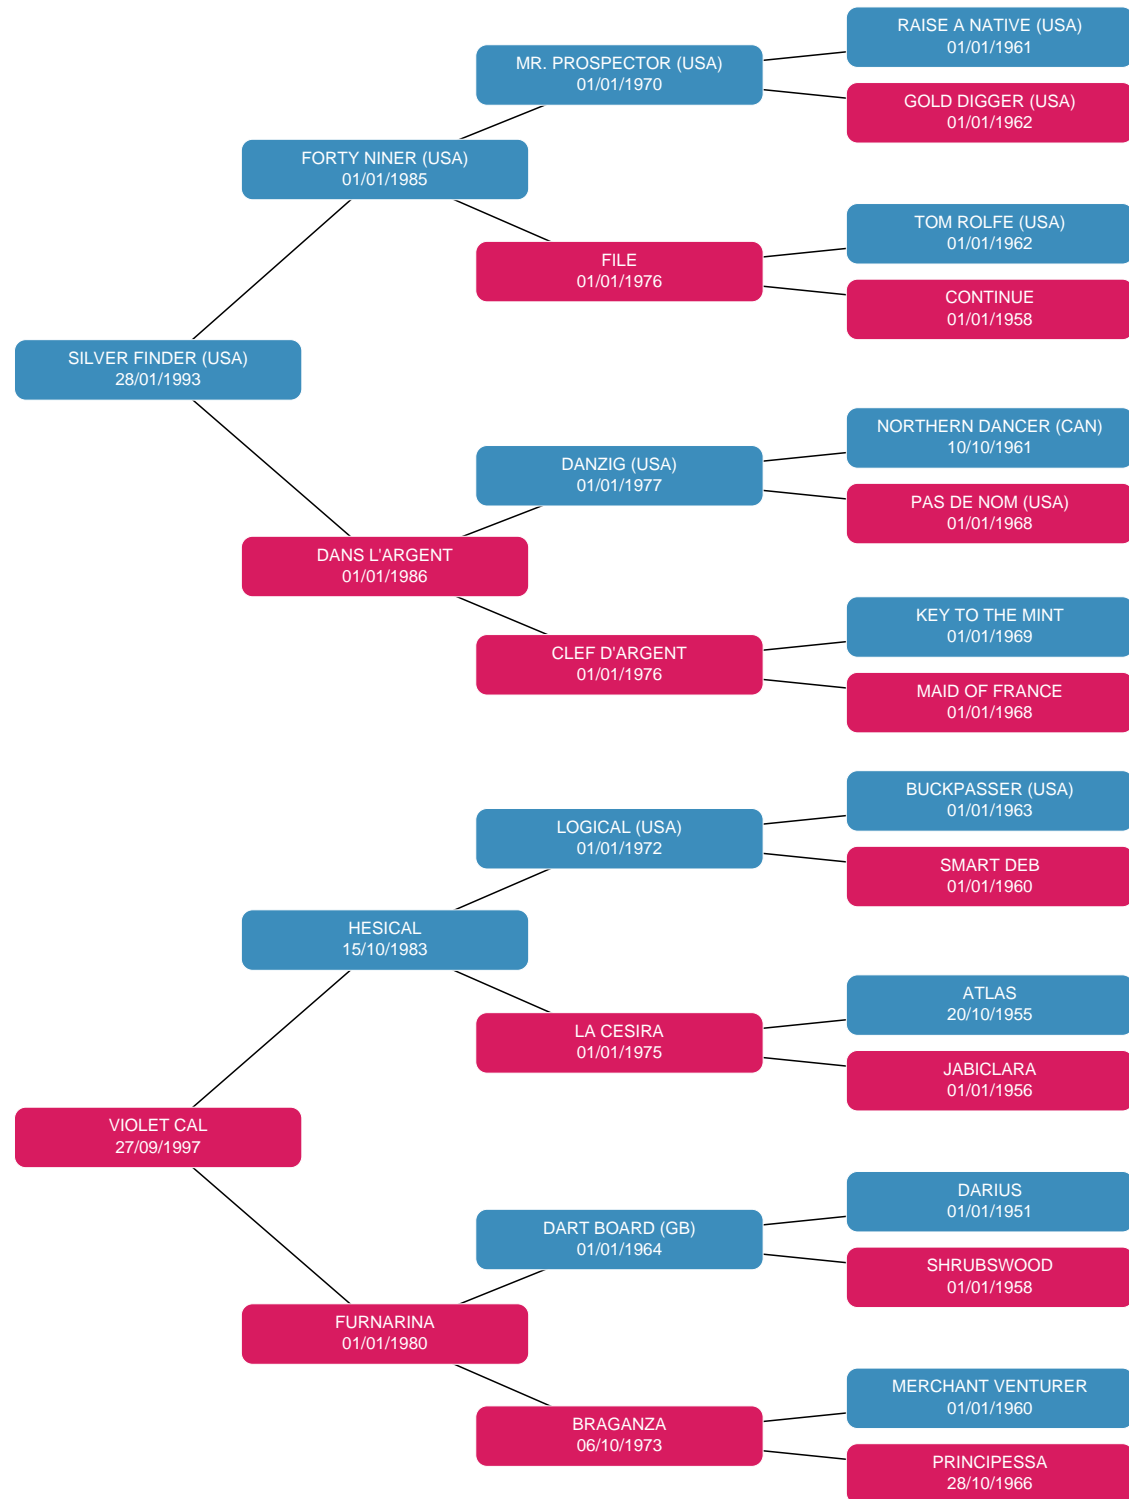 RAISE A NATIVE (USA)
01/01/1961
MR. PROSPECTOR (USA)
01/01/1970
GOLD DIGGER (USA)
01/01/1962
FORTY NINER (USA)
01/01/1985
TOM ROLFE (USA)
01/01/1962
FILE
01/01/1976
CONTINUE
01/01/1958
SILVER FINDER (USA)
28/01/1993
NORTHERN DANCER (CAN)
10/10/1961
DANZIG (USA)
01/01/1977
PAS DE NOM (USA)
01/01/1968
DANS L'ARGENT
01/01/1986
KEY TO THE MINT
01/01/1969
CLEF D'ARGENT
01/01/1976
MAID OF FRANCE
01/01/1968
BUCKPASSER (USA)
01/01/1963
LOGICAL (USA)
01/01/1972
SMART DEB
01/01/1960
HESICAL
15/10/1983
ATLAS
20/10/1955
LA CESIRA
01/01/1975
JABICLARA
01/01/1956
VIOLET CAL
27/09/1997
DARIUS
01/01/1951
DART BOARD (GB)
01/01/1964
SHRUBSWOOD
01/01/1958
FURNARINA
01/01/1980
MERCHANT VENTURER
01/01/1960
BRAGANZA
06/10/1973
PRINCIPESSA
28/10/1966